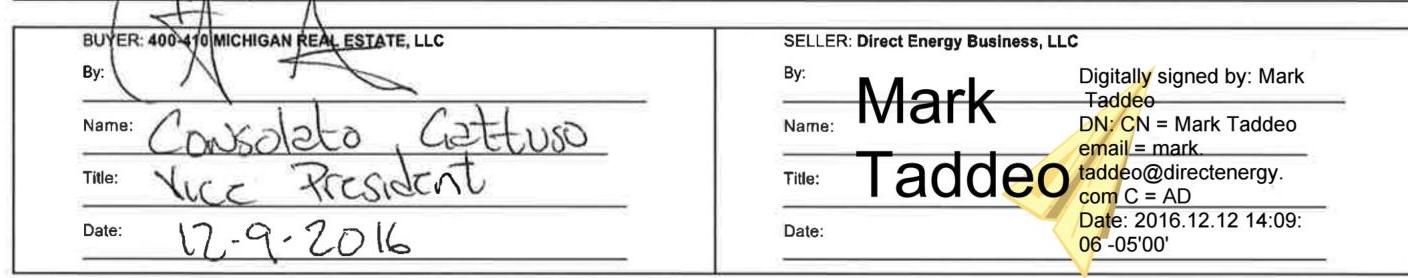 BUYER: 400-410 MICHIGAN REAL ESTATE, LLC
By:
Name: Consolato Gattuso
Title: Vice President
Date: 12-9-2016
SELLER: Direct Energy Business, LLC
By:
Name:
Title:
Date:
Mark
Taddeo
Digitally signed by: Mark
Taddeo
DN: CN = Mark Taddeo
email = mark.
taddeo@directenergy.
com C = AD
Date: 2016.12.12 14:09:
06 -05'00'